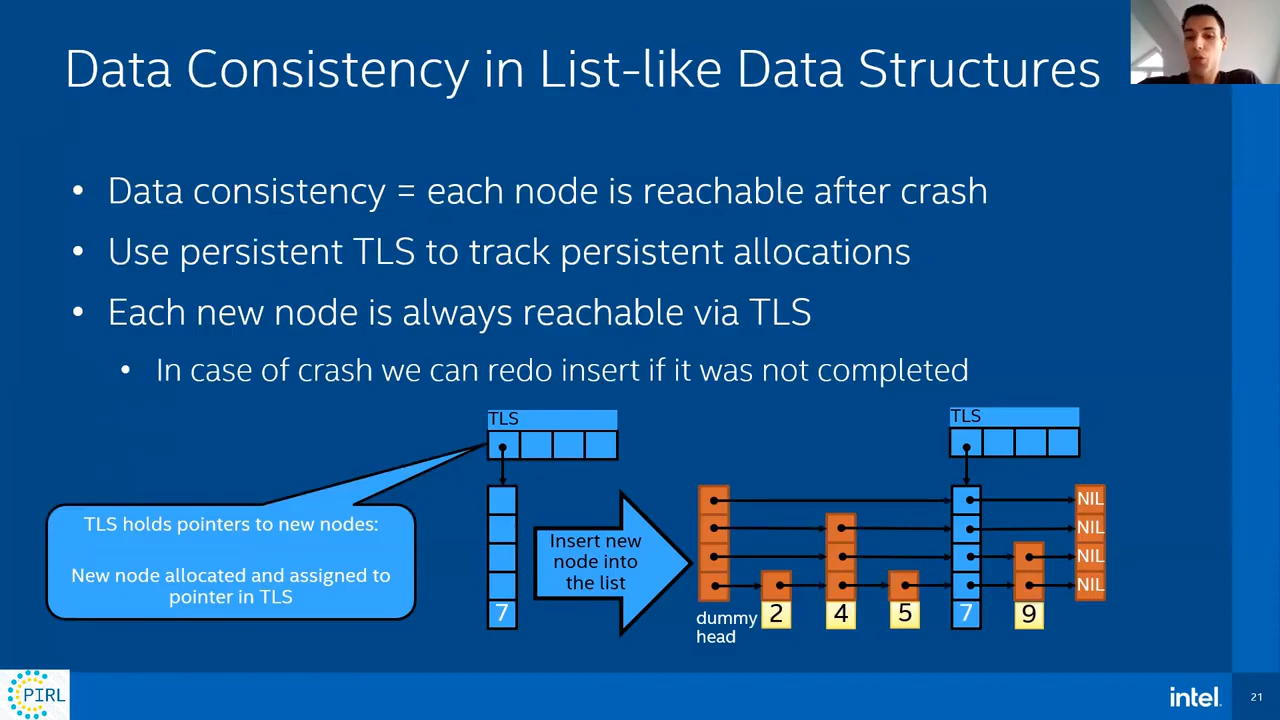 Data Consistency in List-like Data Structures
• Data consistency = each node is reachable after crash
• Use persistent TLS to track persistent allocations
• Each new node is always reachable via TLS
• In case of crash we can redo insert if it was not completed
TLS
TLS holds pointers to new nodes:
New node allocated and assigned to
pointer in TLS
7
Insert new
node into
the list
TLS
NIL
NIL
NIL
NIL
dummy
head
2
4
5
7
9
PIRL
intel.
21